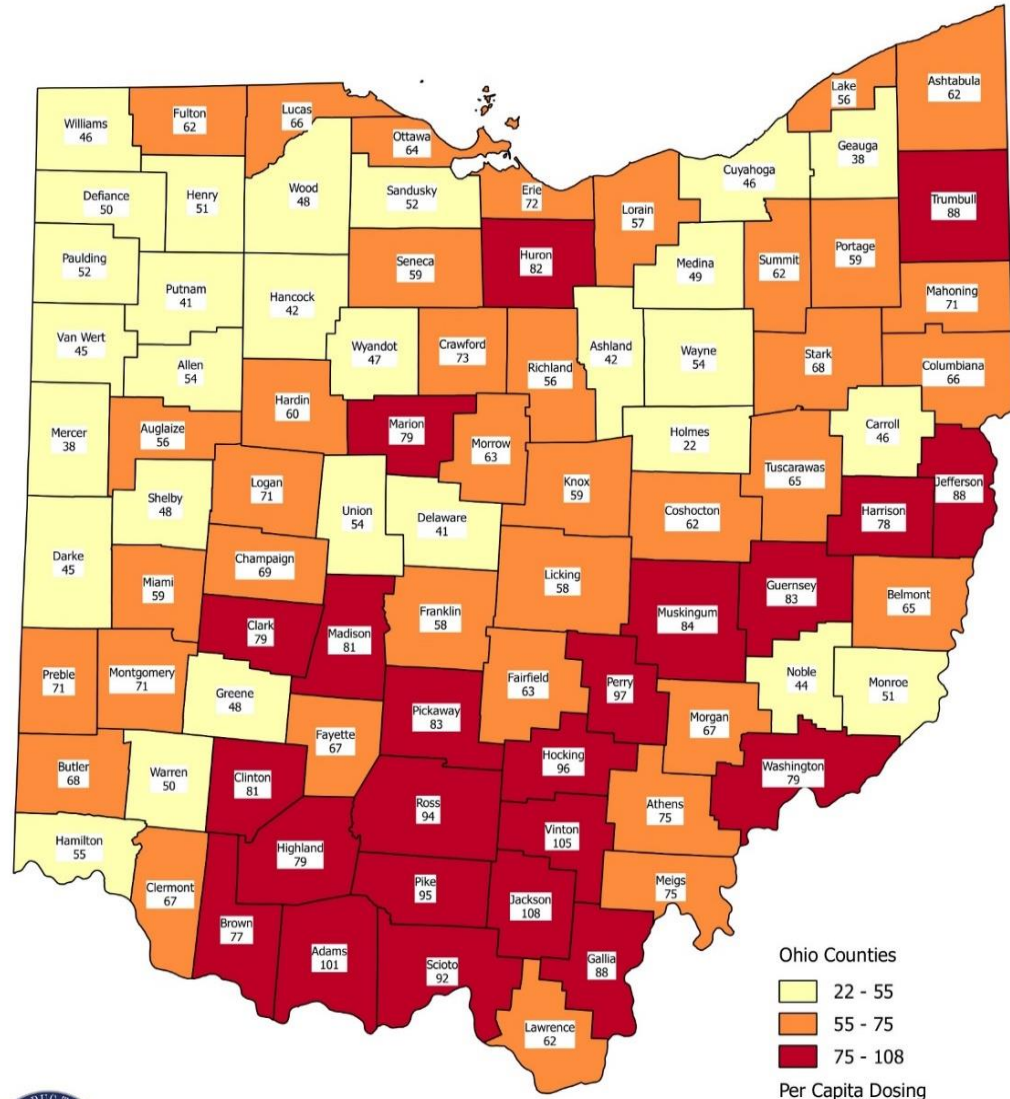 Lake
56
Ashtabula
62
Williams
46
Fulton
62
Lucas
66
Ottawa
64
Geauga
38
Cuyahoga
46
Defiance
50
Henry
51
Wood
48
Sandusky
52
Erie
72
Lorain
57
Trumbull
88
Paulding
52
Putnam
41
Hancock
42
Seneca
59
Huron
82
Medina
49
Summit
62
Portage
59
Mahoning
71
Van Wert
45
Allen
54
Wyandot
47
Crawford
73
Richland
56
Ashland
42
Wayne
54
Stark
68
Columbiana
66
Mercer
38
Auglaize
56
Hardin
60
Marion
79
Morrow
63
Holmes
22
Carroll
46
Tuscarawas
65
Jefferson
88
Shelby
48
Logan
71
Union
54
Delaware
41
Knox
59
Coshocton
62
Harrison
78
Darke
45
Miami
59
Champaign
69
Licking
58
Guernsey
83
Belmont
65
Clark
79
Madison
81
Franklin
58
Muskingum
84
Preble
71
Montgomery
71
Greene
48
Fayette
67
Pickaway
83
Fairfield
63
Perry
97
Morgan
67
Noble
44
Monroe
51
Butler
68
Warren
50
Clinton
81
Ross
94
Hocking
96
Athens
75
Washington
79
Hamilton
55
Clermont
67
Highland
79
Pike
95
Vinton
105
Jackson
108
Meigs
75
Brown
77
Adams
101
Scioto
92
Gallia
88
Lawrence
62
Ohio Counties
22 - 55
55 - 75
75 - 108
Per Capita Dosing